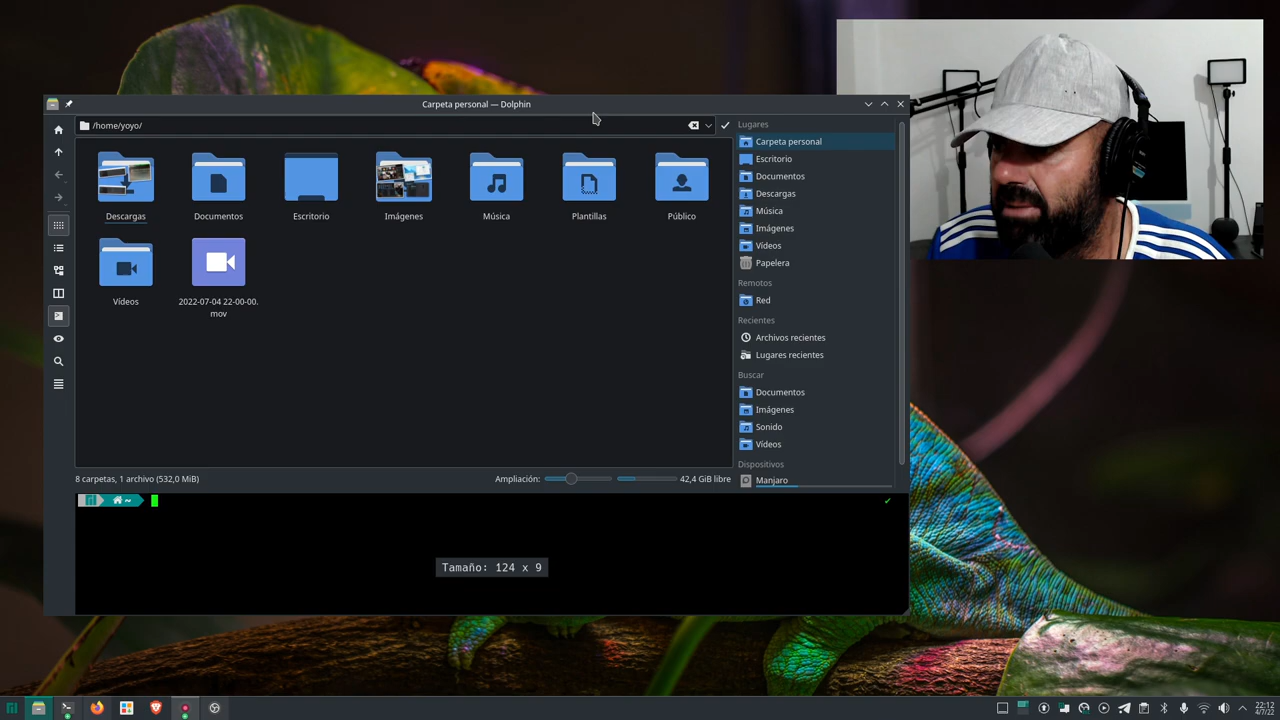 Carpeta personal — Dolphin
/home/yoyo/
Descargas
Documentos
Escritorio
Imágenes
Música
Plantillas
Público
Vídeos
2022-07-04 22-00-00.
mov
Lugares
Carpeta personal
Escritorio
Documentos
Descargas
Música
Imágenes
Vídeos
Papelera
Remotos
Red
Recientes
Archivos recientes
Lugares recientes
Buscar
Documentos
Imágenes
Sonido
Vídeos
Dispositivos
Manjaro
8 carpetas, 1 archivo (532,0 MiB)
Ampliación:
42,4 GiB libre
~
Tamaño: 124 x 9
22:12
4/7/22